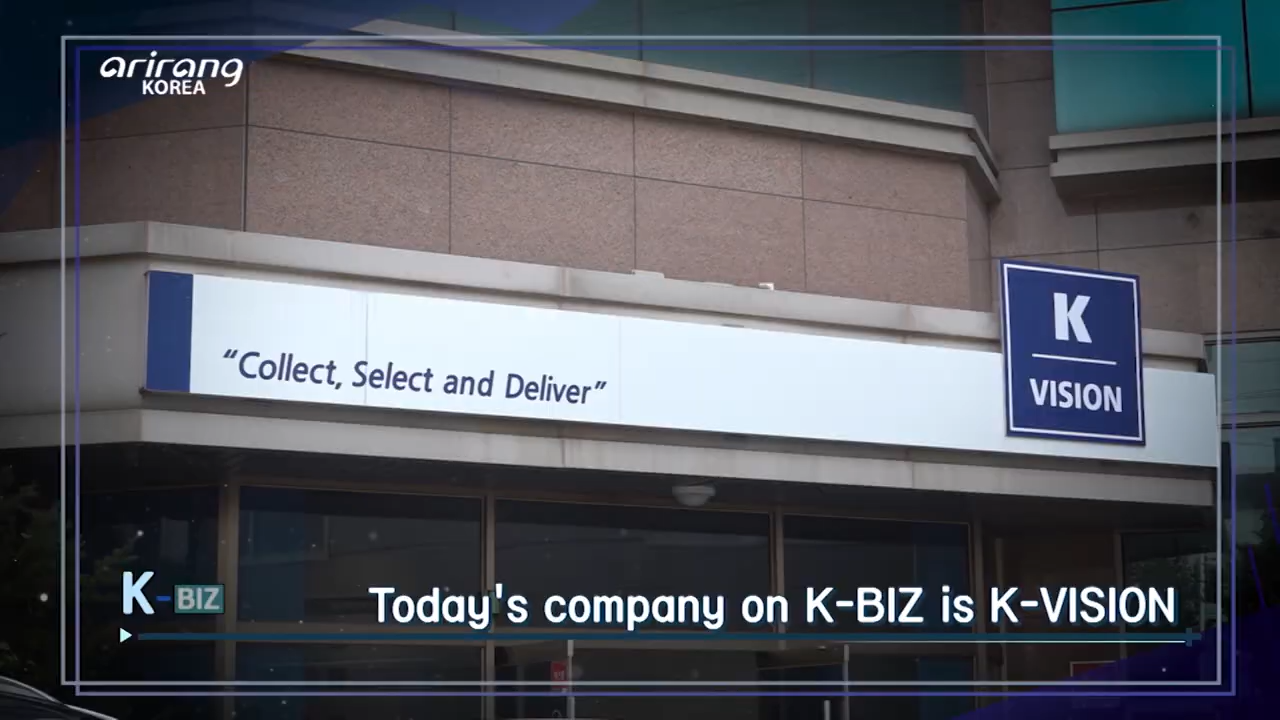 arirang
KOREA
“Collect, Select and Deliver”
K
VISION
K-BIZ
Today's company on K-BIZ is K-VISION